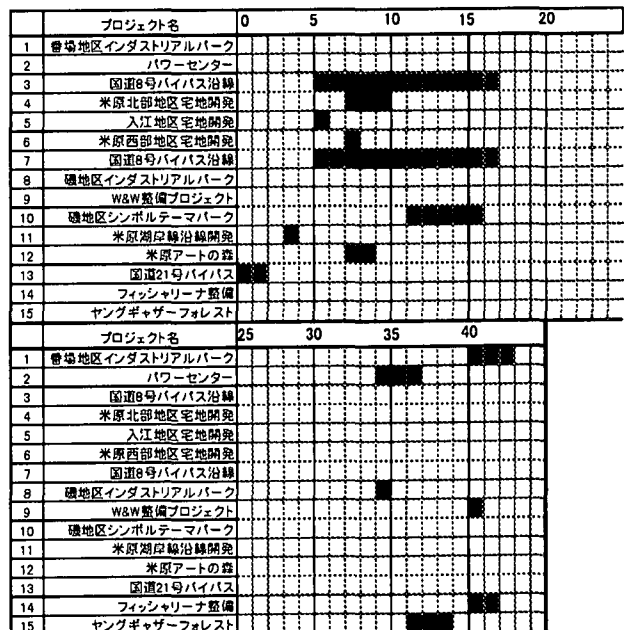 プロジェクト名 0 5 10 15 20
1 番場地区インダストリアルパーク
2 パワーセンター
3 国道8号バイパス沿線
4 米原北部地区宅地開発
5 入江地区宅地開発
6 米原西部地区宅地開発
7 国道8号バイパス沿線
8 磯地区インダストリアルパーク
9 W&W整備プロジェクト
10 磯地区シンボルテーマパーク
11 米原湖岸線沿線開発
12 米原アートの森
13 国道21号バイパス
14 フィッシャリーナ整備
15 ヤングギャザーフォレスト
プロジェクト名 25 30 35 40
1 番場地区インダストリアルパーク
2 パワーセンター
3 国道8号バイパス沿線
4 米原北部地区宅地開発
5 入江地区宅地開発
6 米原西部地区宅地開発
7 国道8号バイパス沿線
8 磯地区インダストリアルパーク
9 W&W整備プロジェクト
10 磯地区シンボルテーマパーク
11 米原湖岸線沿線開発
12 米原アートの森
13 国道21号バイパス
14 フィッシャリーナ整備
15 ヤングギャザーフォレスト